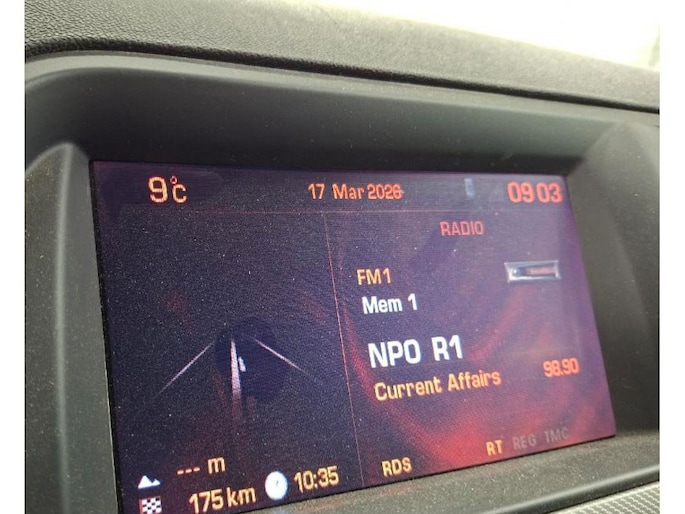 9°C 17 Mar 2026 09 03
RADIO
FM1
Mem 1
NPO R1
Current Affairs 98.90
--- m
175 km 10:35
RDS RT REG TMC